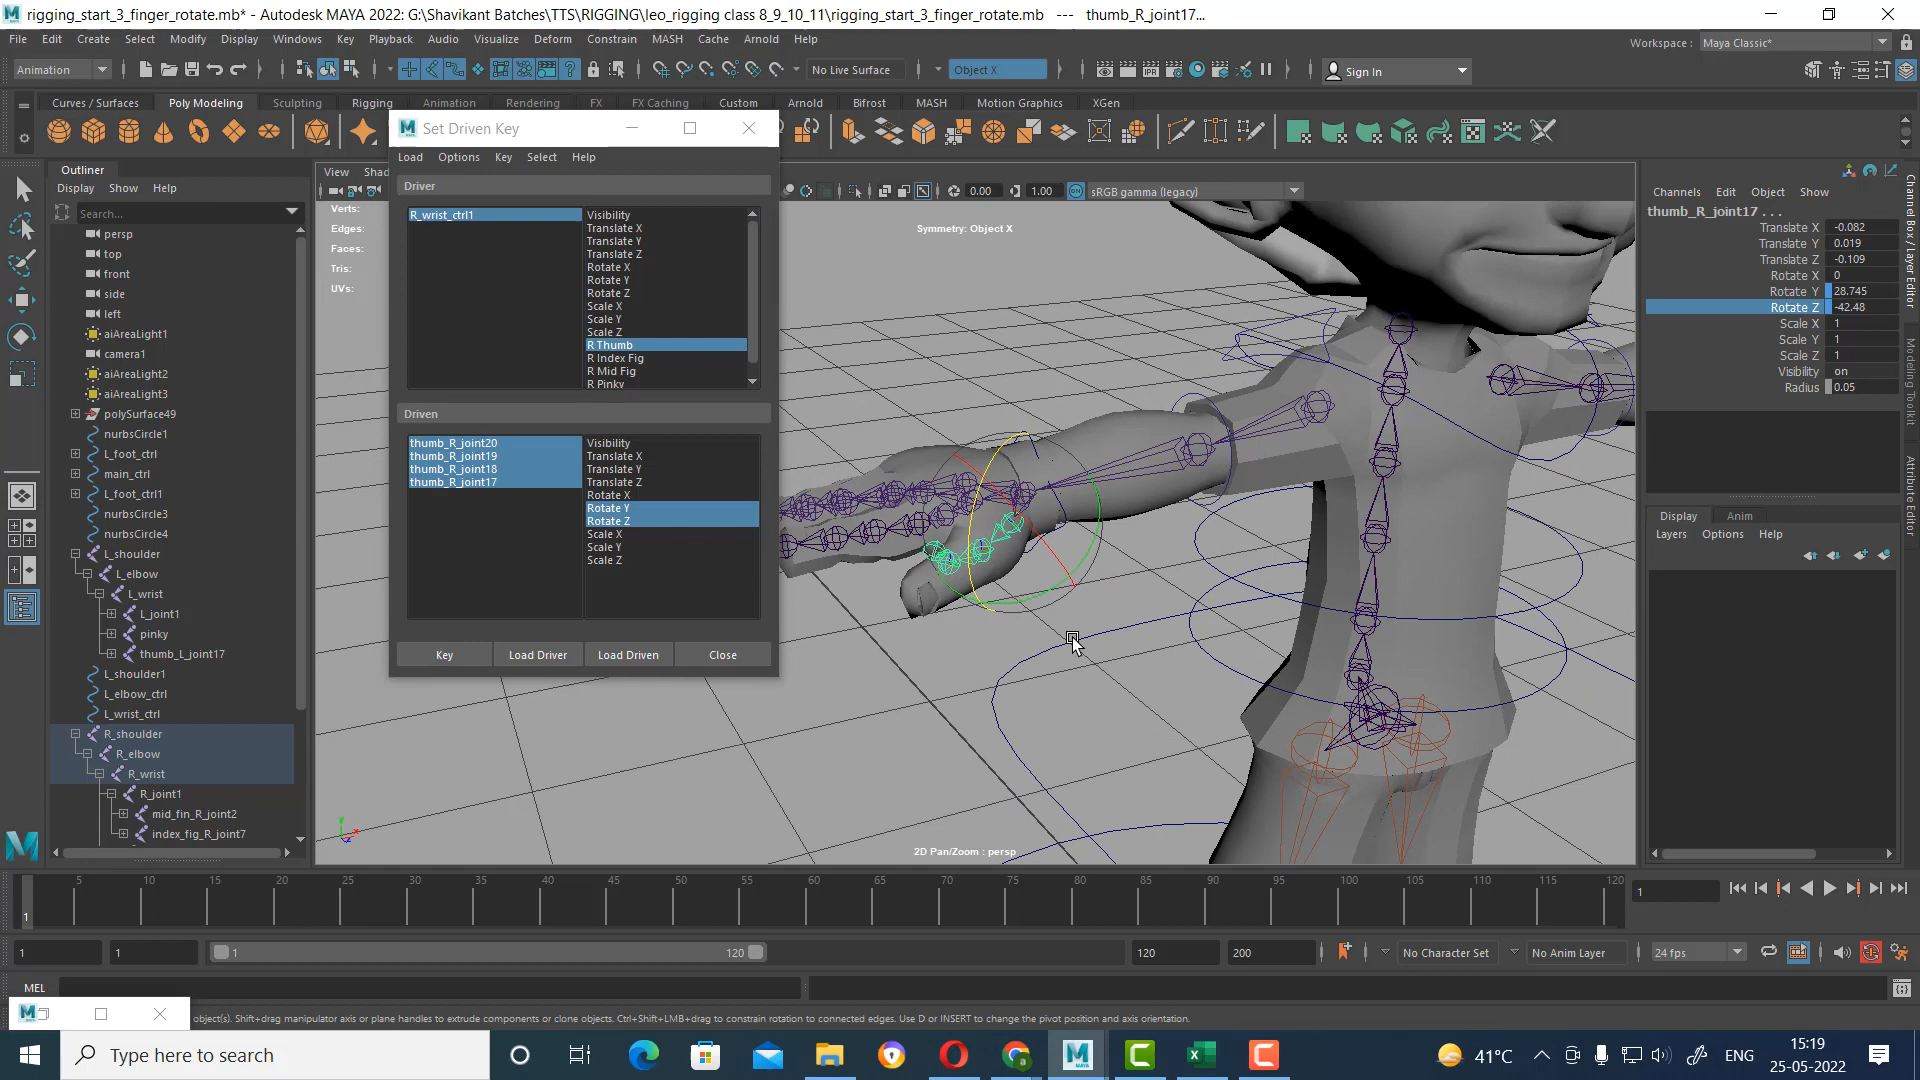 rigging_start_3_finger_rotate.mb* - Autodesk MAYA 2022: G:\Shavikant Batches\TTS\RIGGING\leo_rigging class 8_9_10_11\rigging_start_3_finger_rotate.mb --- thumb_R_joint17...
File Edit Create Select Modify Display Windows Key Playback Audio Visualize Deform Constrain MASH Cache Arnold Help
Workspace : Maya Classic*
Animation No Live Surface Object X Sign In
Curves / Surfaces Poly Modeling Sculpting Rigging Animation Rendering FX FX Caching Custom Arnold Bifrost MASH Motion Graphics XGen
Set Driven Key
Load Options Key Select Help
Driver
R_wrist_ctrl1
Visibility
Translate X
Translate Y
Translate Z
Rotate X
Rotate Y
Rotate Z
Scale X
Scale Y
Scale Z
R Thumb
R Index Fig
R Mid Fig
R Pinky
Driven
thumb_R_joint20
thumb_R_joint19
thumb_R_joint18
thumb_R_joint17
Visibility
Translate X
Translate Y
Translate Z
Rotate X
Rotate Y
Rotate Z
Scale X
Scale Y
Scale Z
Key Load Driver Load Driven Close
Outliner
Display Show Help
Search...
persp
top
front
side
left
aiAreaLight1
camera1
aiAreaLight2
aiAreaLight3
polySurface49
nurbsCircle1
L_foot_ctrl
main_ctrl
L_foot_ctrl1
nurbsCircle3
nurbsCircle4
L_shoulder
L_elbow
L_wrist
L_joint1
pinky
thumb_L_joint17
L_shoulder1
L_elbow_ctrl
L_wrist_ctrl
R_shoulder
R_elbow
R_wrist
R_joint1
mid_fin_R_joint2
index_fig_R_joint7
View Shad
0.00 1.00 sRGB gamma (legacy)
Verts:
Edges:
Faces:
Tris:
UVs:
Symmetry: Object X
2D Pan/Zoom : persp
Channels Edit Object Show
thumb_R_joint17 . . .
Translate X -0.082
Translate Y 0.019
Translate Z -0.109
Rotate X 0
Rotate Y 28.745
Rotate Z -42.48
Scale X 1
Scale Y 1
Scale Z 1
Visibility on
Radius 0.05
Display Anim
Layers Options Help
Channel Box / Layer Editor
Modeling Toolkit
Attribute Editor
5 10 15 20 25 30 35 40 45 50 55 60 65 70 75 80 85 90 95 100 105 110 115 120
1
1
1 1 1 120 120 200 No Character Set No Anim Layer 24 fps
MEL
object(s). Shift+drag manipulator axis or plane handles to extrude components or clone objects. Ctrl+Shift+LMB+drag to constrain rotation to connected edges. Use D or INSERT to change the pivot position and axis orientation.
Type here to search
41°C ENG
15:19
25-05-2022